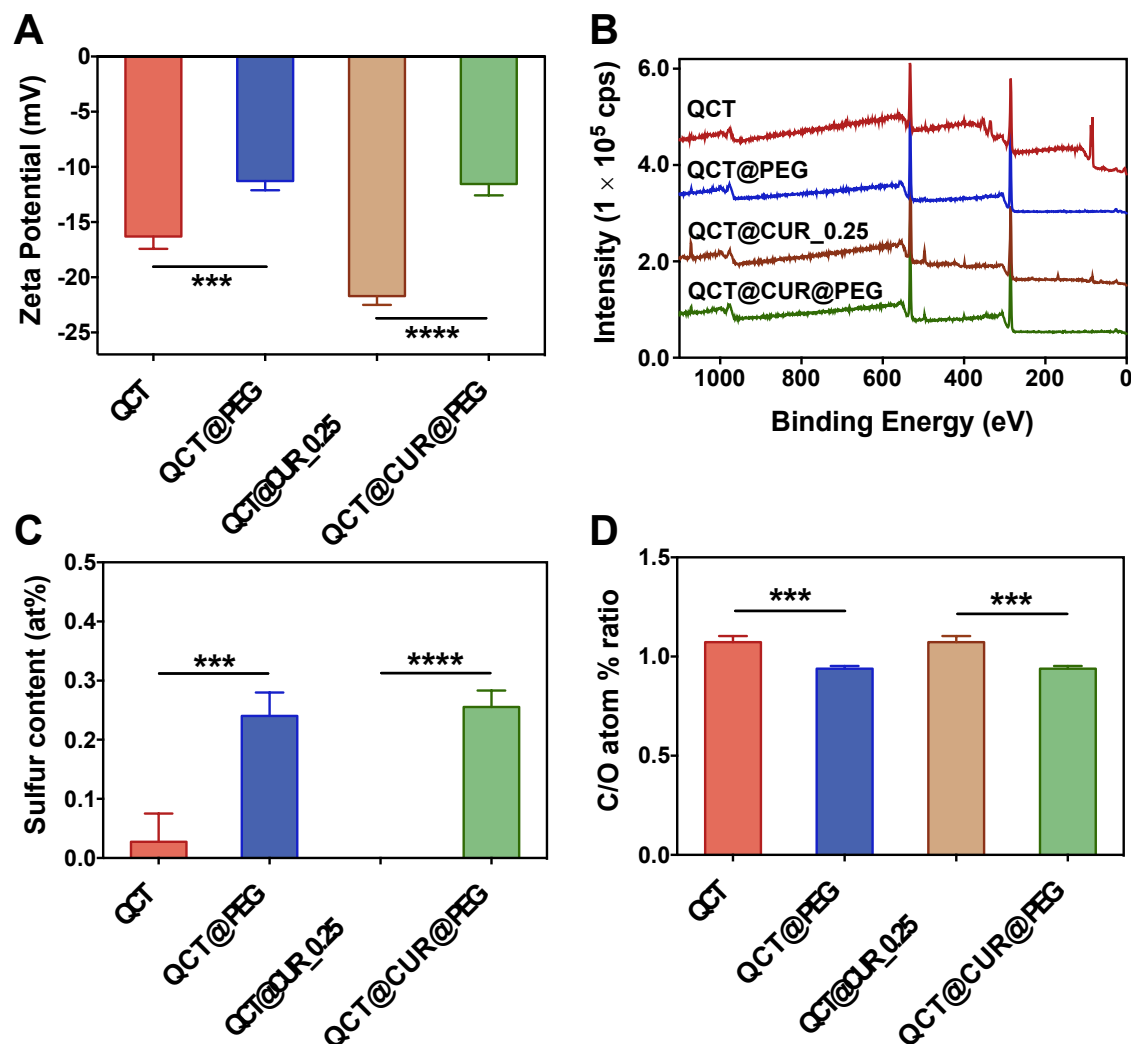 A
Zeta Potential (mV)
0
-5
-10
-15
-20
-25
***
****
QCT
QCT@PEG
QCT@CUR_0.25
QCT@CUR@PEG
B
Intensity (1 × 10⁵ cps)
6.0
4.0
2.0
0.0
QCT
QCT@PEG
QCT@CUR_0.25
QCT@CUR@PEG
1000 800 600 400 200 0
Binding Energy (eV)
C
Sulfur content (at%)
0.5
0.4
0.3
0.2
0.1
0.0
***
****
QCT
QCT@PEG
QCT@CUR_0.25
QCT@CUR@PEG
D
C/O atom % ratio
1.5
1.0
0.5
0.0
***
***
QCT
QCT@PEG
QCT@CUR_0.25
QCT@CUR@PEG